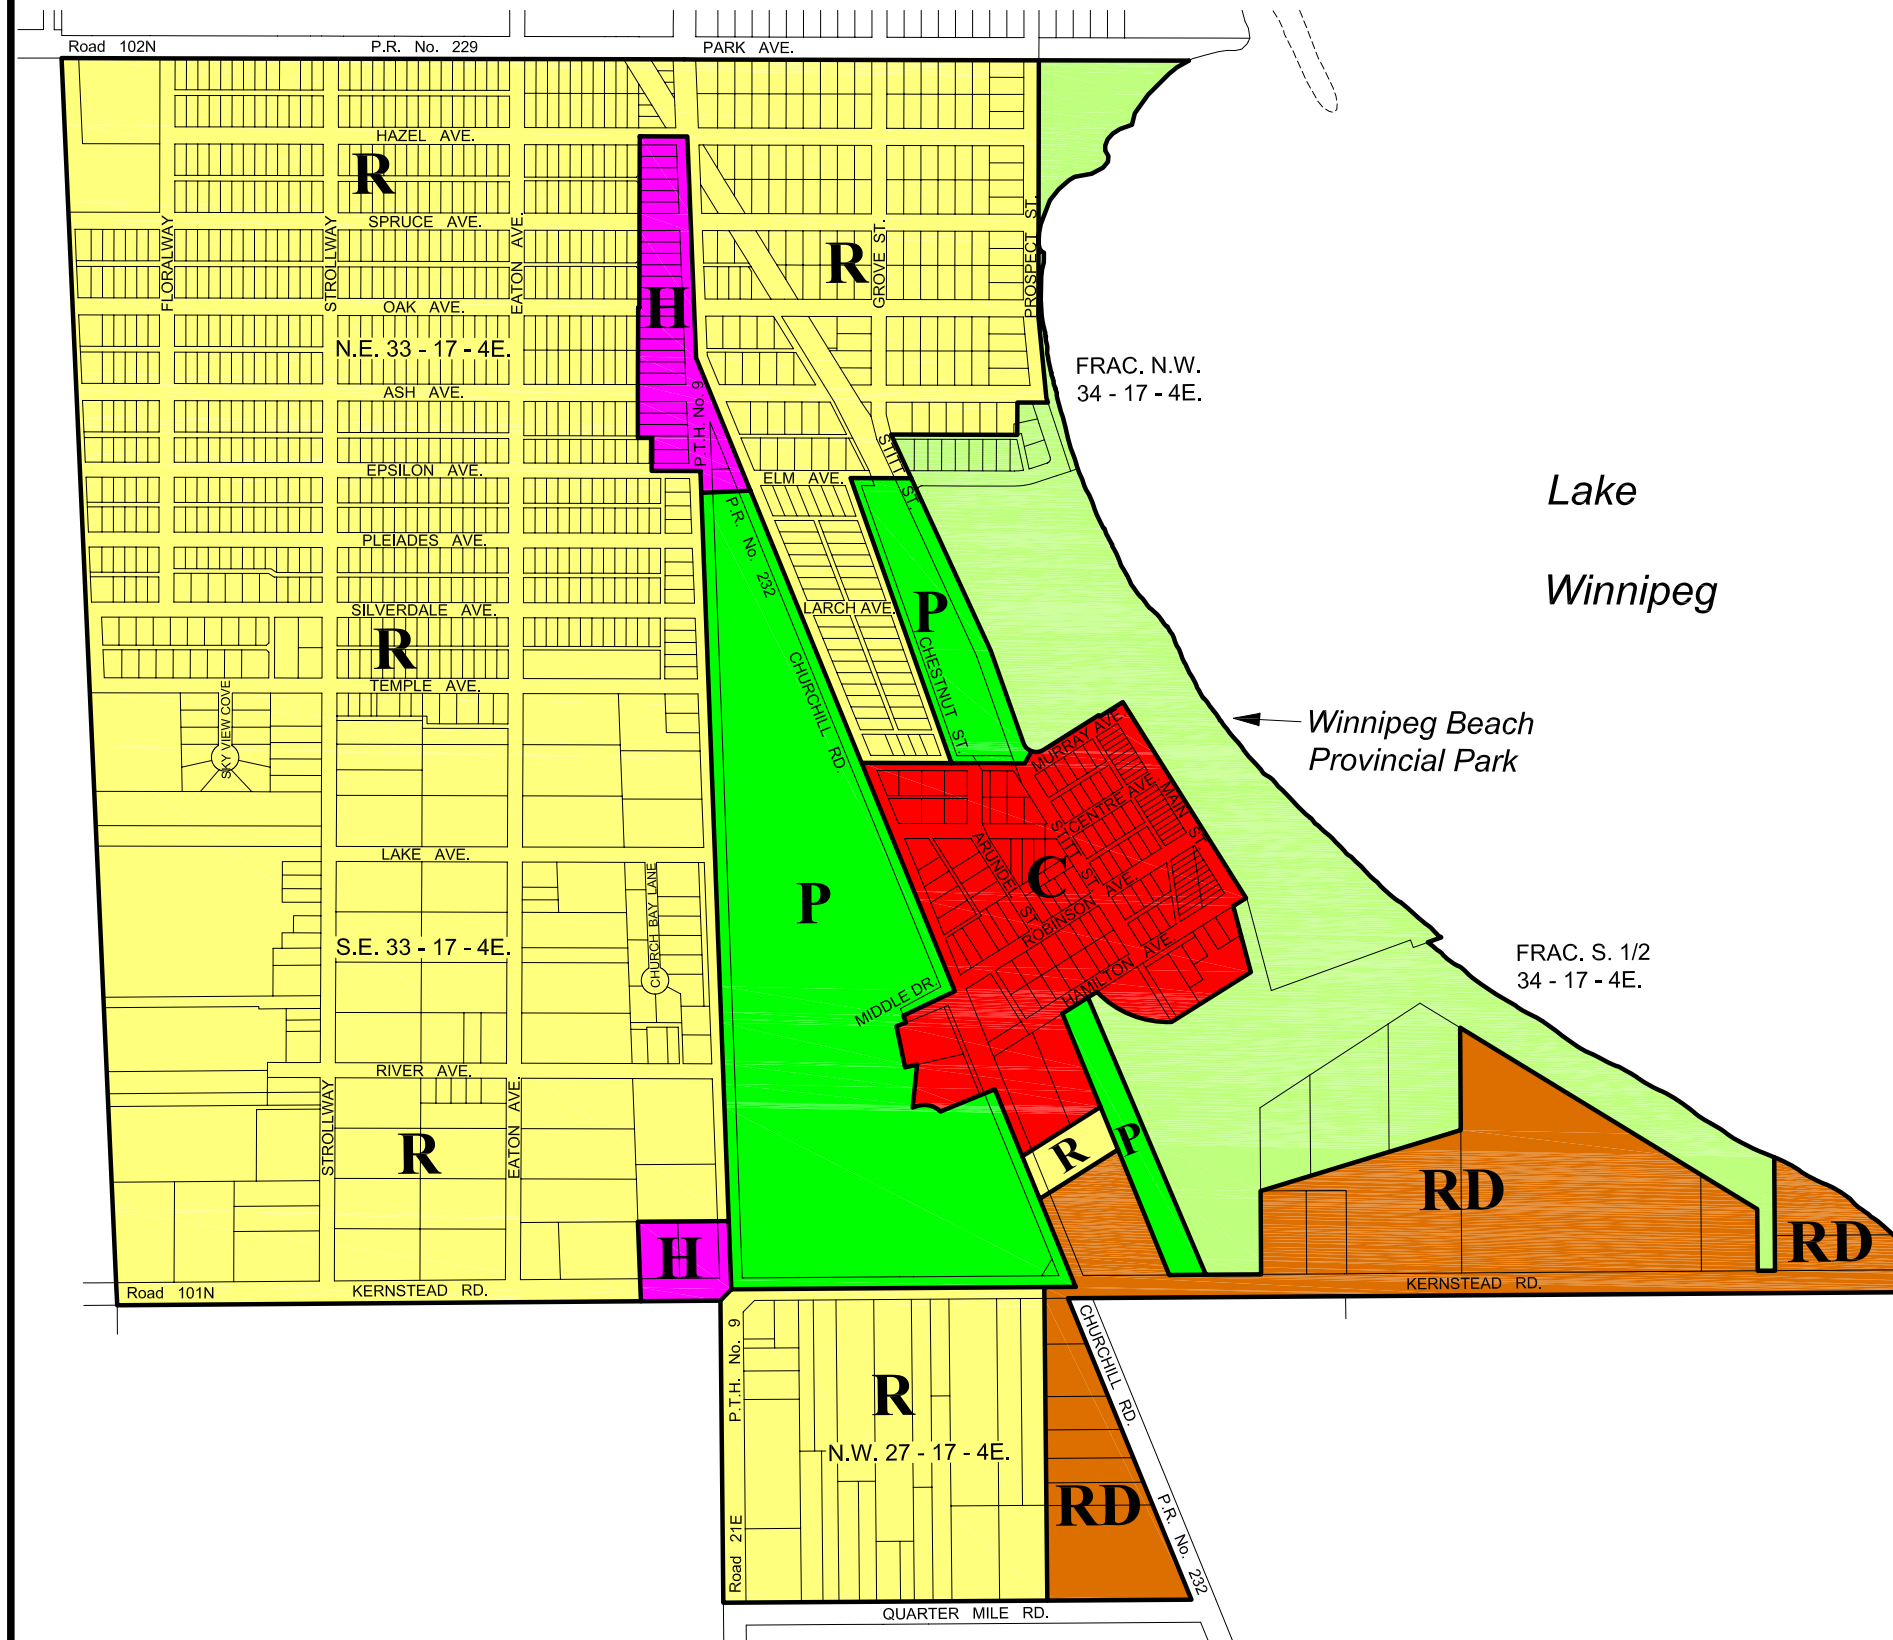 Road 102N
P.R. No. 229
PARK AVE.
HAZEL AVE.
R
SPRUCE AVE.
FLORALWAY
STROLLWAY
EATON AVE.
R
GROVE ST.
PROSPECT ST.
H
OAK AVE.
N.E. 33 - 17 - 4E.
FRAC. N.W.
34 - 17 - 4E.
ASH AVE.
P.T.H. No. 9
STITT ST.
EPSILON AVE.
ELM AVE.
Lake
Winnipeg
P.R. No. 232
PLEIADES AVE.
SILVERDALE AVE.
LARCH AVE.
P
R
CHESTNUT ST.
CHURCHILL RD.
TEMPLE AVE.
SKY VIEW COVE
Winnipeg Beach
Provincial Park
MURRAY AVE.
CENTRE AVE.
MAIN ST.
STITT ST.
ARUNDEL ST.
C
ROBINSON AVE.
HAMILTON AVE.
LAKE AVE.
CHURCH BAY LANE
P
S.E. 33 - 17 - 4E.
FRAC. S. 1/2
34 - 17 - 4E.
MIDDLE DR.
RIVER AVE.
STROLLWAY
EATON AVE.
R
R
P
RD
RD
H
Road 101N
KERNSTEAD RD.
KERNSTEAD RD.
P.T.H. No. 9
CHURCHILL RD.
R
N.W. 27 - 17 - 4E.
RD
Road 21E
P.R. No. 232
QUARTER MILE RD.